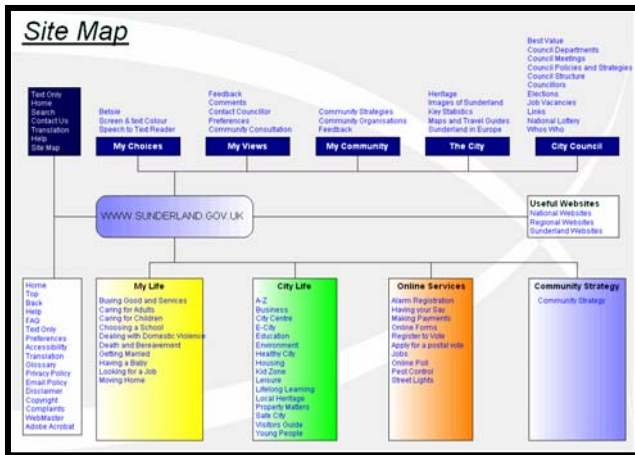 Site Map
Text Only
Home
Search
Contact Us
Translation
Help
Site Map
Betsie
Screen & text Colour
Speech to Text Reader
My Choices
Feedback
Comments
Contact Councillor
Preferences
Community Consultation
My Views
Community Strategies
Community Organisations
Feedback
My Community
Heritage
Images of Sunderland
Key Statistics
Maps and Travel Guides
Sunderland in Europe
The City
Best Value
Council Departments
Council Meetings
Council Policies and Strategies
Council Structure
Councillors
Elections
Job Vacancies
Links
National Lottery
Whos Who
City Council
WWW.SUNDERLAND.GOV.UK
Useful Websites
National Websites
Regional Websites
Sunderland Websites
Home
Top
Back
Help
FAQ
Text Only
Preferences
Accessibility
Translation
Glossary
Privacy Policy
Email Policy
Disclaimer
Copyright
Complaints
WebMaster
Adobe Acrobat
My Life
Buying Good and Services
Caring for Adults
Caring for Children
Choosing a School
Dealing with Domestic Violence
Death and Bereavement
Getting Married
Having a Baby
Looking for a Job
Moving Home
City Life
A-Z
Business
City Centre
E-City
Education
Environment
Healthy City
Housing
Kid Zone
Leisure
Lifelong Learning
Local Heritage
Property Matters
Safe City
Visitors Guide
Young People
Online Services
Alarm Registration
Having your Say
Making Payments
Online Forms
Register to Vote
Apply for a postal vote
Jobs
Online Poll
Pest Control
Street Lights
Community Strategy
Community Strategy